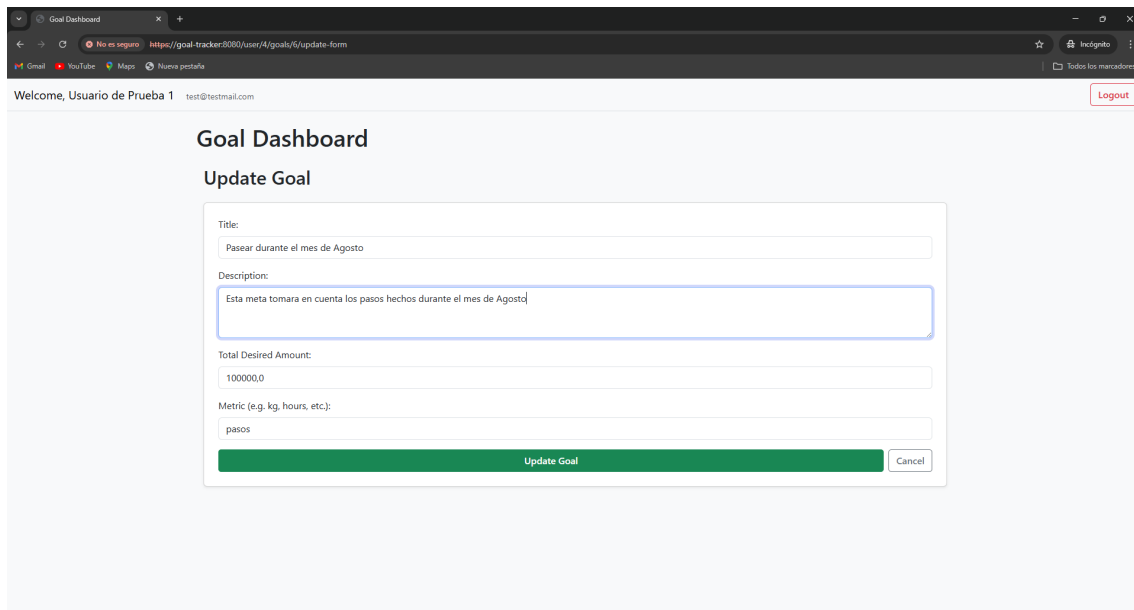 Goal Dashboard
No es seguro https://goal-tracker:8080/user/4/goals/6/update-form Incógnito
Gmail YouTube Maps Nueva pestaña Todos los marcadores
Welcome, Usuario de Prueba 1 test@testmail.com Logout
Goal Dashboard
Update Goal
Title:
Pasear durante el mes de Agosto
Description:
Esta meta tomara en cuenta los pasos hechos durante el mes de Agosto
Total Desired Amount:
100000,0
Metric (e.g. kg, hours, etc.):
pasos
Update Goal Cancel